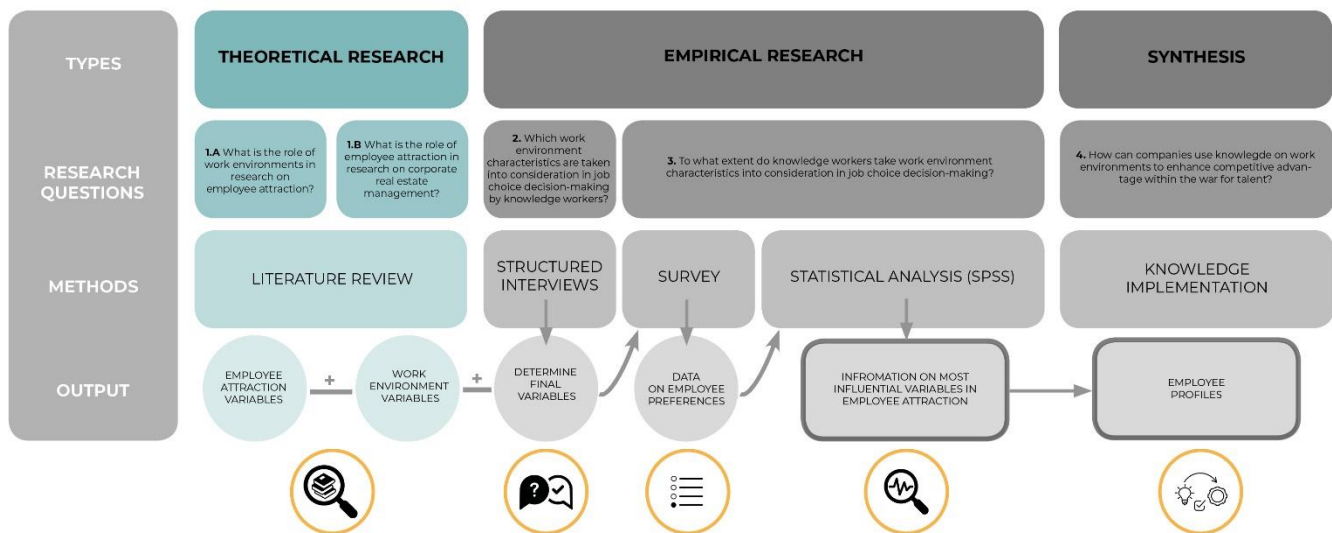 TYPES
THEORETICAL RESEARCH
EMPIRICAL RESEARCH
SYNTHESIS
RESEARCH
QUESTIONS
1.A What is the role of
work environments in
research on
employee attraction?
1.B What is the role of
employee attraction in
research on corporate
real estate
management?
2. Which work
environment
characteristics are taken
into consideration in job
choice decision-making
by knowledge workers?
3. To what extent do knowledge workers take work environment
characteristics into consideration in job choice decision-making?
4. How can companies use knowlegde on work
environments to enhance competitive advan-
tage within the war for talent?
METHODS
LITERATURE REVIEW
STRUCTURED
INTERVIEWS
SURVEY
STATISTICAL ANALYSIS (SPSS)
KNOWLEDGE
IMPLEMENTATION
OUTPUT
EMPLOYEE
ATTRACTION
VARIABLES
+
WORK
ENVIRONMENT
VARIABLES
+
DETERMINE
FINAL
VARIABLES
DATA
ON EMPLOYEE
PREFERENCES
INFROMATION ON MOST
INFLUENTIAL VARIABLES IN
EMPLOYEE ATTRACTION
EMPLOYEE
PROFILES
?